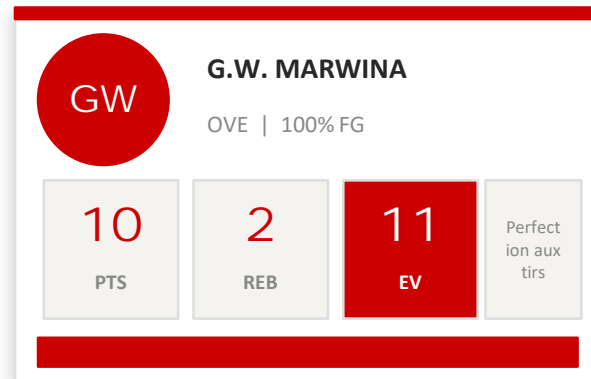 GW
G.W. MARWINA
OVE | 100% FG
10
PTS
2
REB
11
EV
Perfect
ion aux
tirs